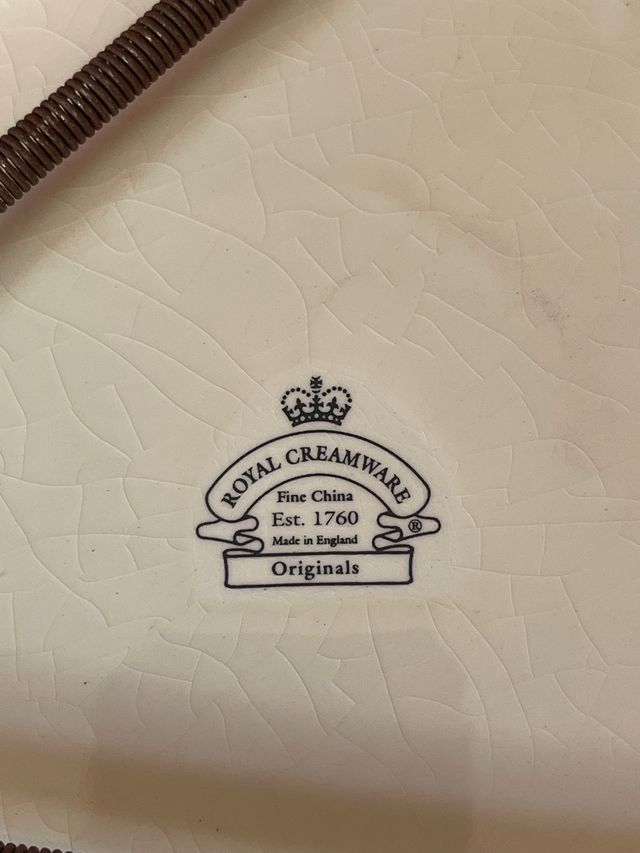 ROYAL CREAMWARE
Fine China
Est. 1760
®
Made in England
Originals